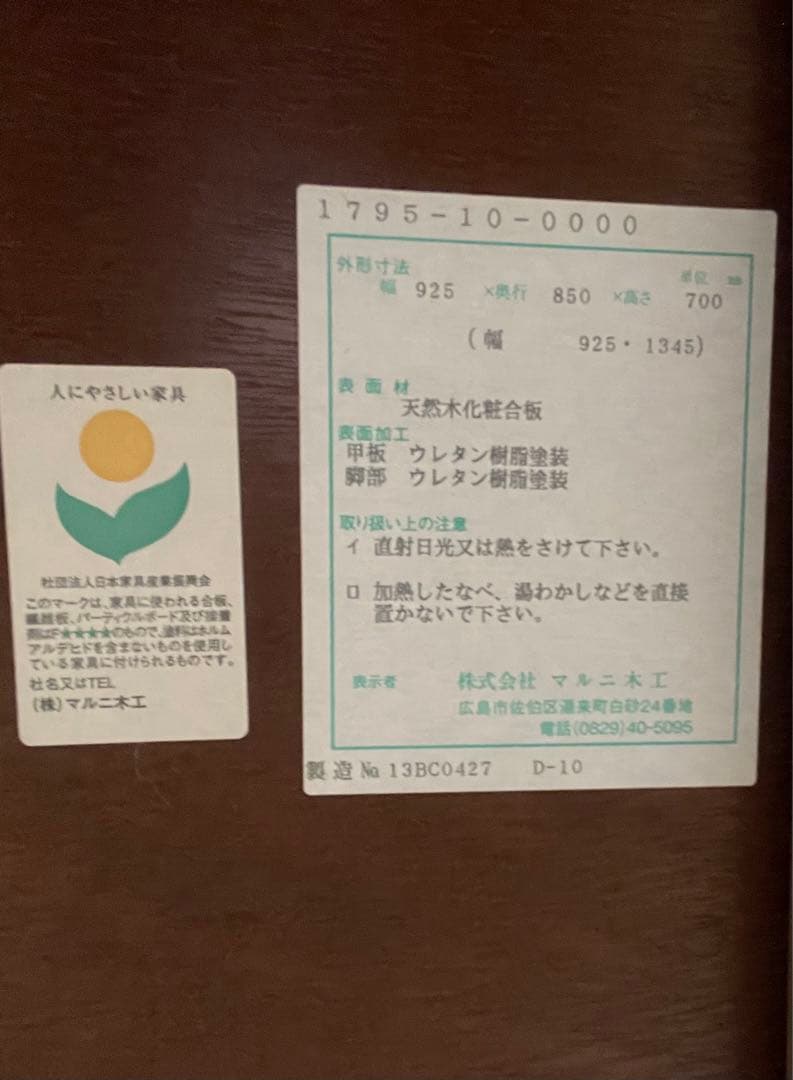 人にやさしい家具
社団法人日本家具産業振興会
このマークは、家具に使われる合板、
繊維板、パーティクルボード及び接着
剤はF★★★★のもので、塗料はホルム
アルデヒドを含まないものを使用し
ている家具に付けられるものです。
社名又はTEL
(株)マルニ木工
1795-10-0000
外形寸法 単位 mm
幅 925 ×奥行 850 ×高さ 700
(幅 925・1345)
表面材
天然木化粧合板
表面加工
甲板 ウレタン樹脂塗装
脚部 ウレタン樹脂塗装
取り扱い上の注意
イ 直射日光又は熱をさけて下さい。
ロ 加熱したなべ、湯わかしなどを直接
置かないで下さい。
表示者 株式会社 マルニ木工
広島市佐伯区湯来町白砂24番地
電話(0829)40-5095
製造No 13BC0427 D-10